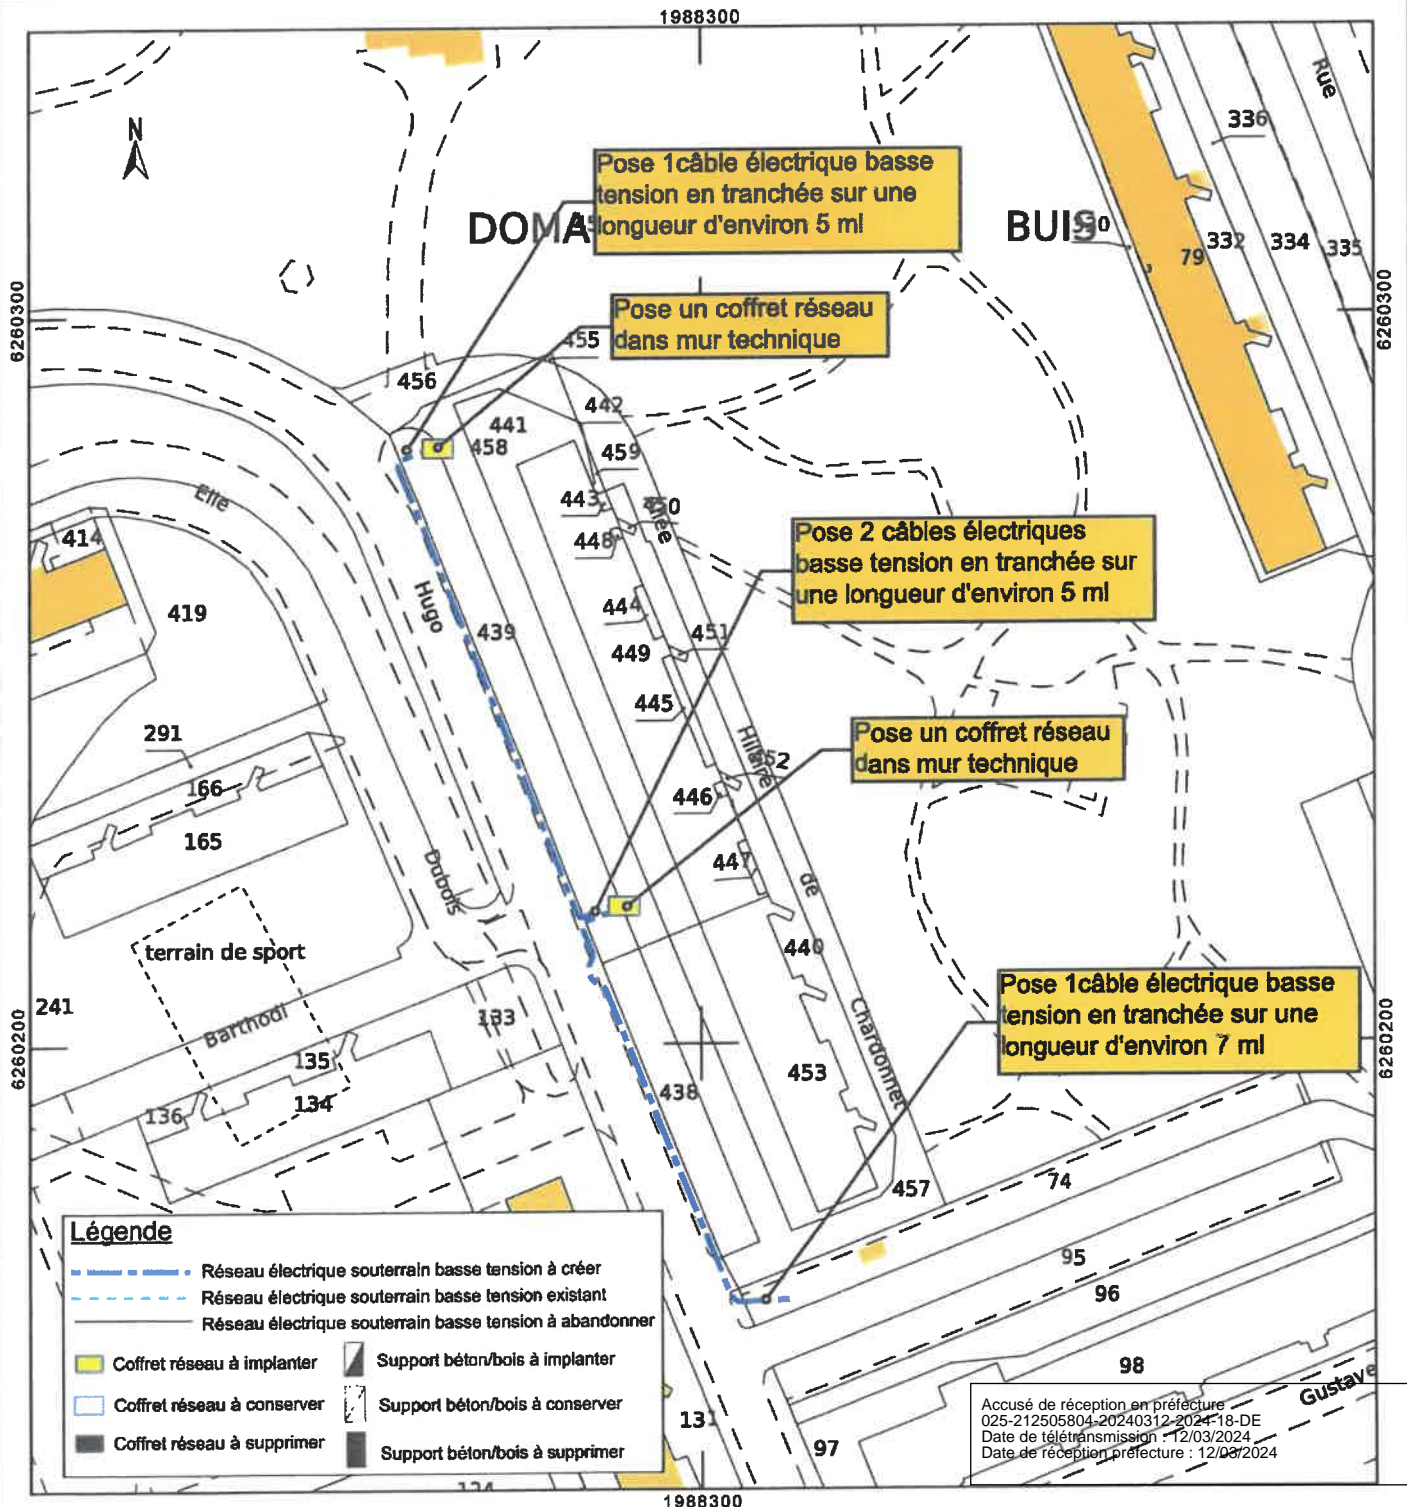 1988300
N
Rue
336
Pose 1câble électrique basse
tension en tranchée sur une
longueur d'environ 5 ml
DOMA
BUIS
332
334
335
79
6260300
6260300
Pose un coffret réseau
dans mur technique
455
456
442
441
458
459
443
448
Elie
414
Pose 2 câbles électriques
basse tension en tranchée sur
une longueur d'environ 5 ml
Hugo
419
439
444
451
449
445
291
Pose un coffret réseau
dans mur technique
Hilaire
166
446
165
447
Dubois
de
terrain de sport
440
Pose 1câble électrique basse
tension en tranchée sur une
longueur d'environ 7 ml
241
Barthodi
133
Chardonnet
6260200
6260200
135
453
438
136
134
457
74
95
96
98
Légende
Réseau électrique souterrain basse tension à créer
Réseau électrique souterrain basse tension existant
Réseau électrique souterrain basse tension à abandonner
Coffret réseau à implanter
Support béton/bois à implanter
Coffret réseau à conserver
Support béton/bois à conserver
Coffret réseau à supprimer
Support béton/bois à supprimer
131
97
Gustave
Accusé de réception en préfecture
025-212505804-20240312-2024-18-DE
Date de télétransmission : 12/03/2024
Date de réception préfecture : 12/03/2024
1988300